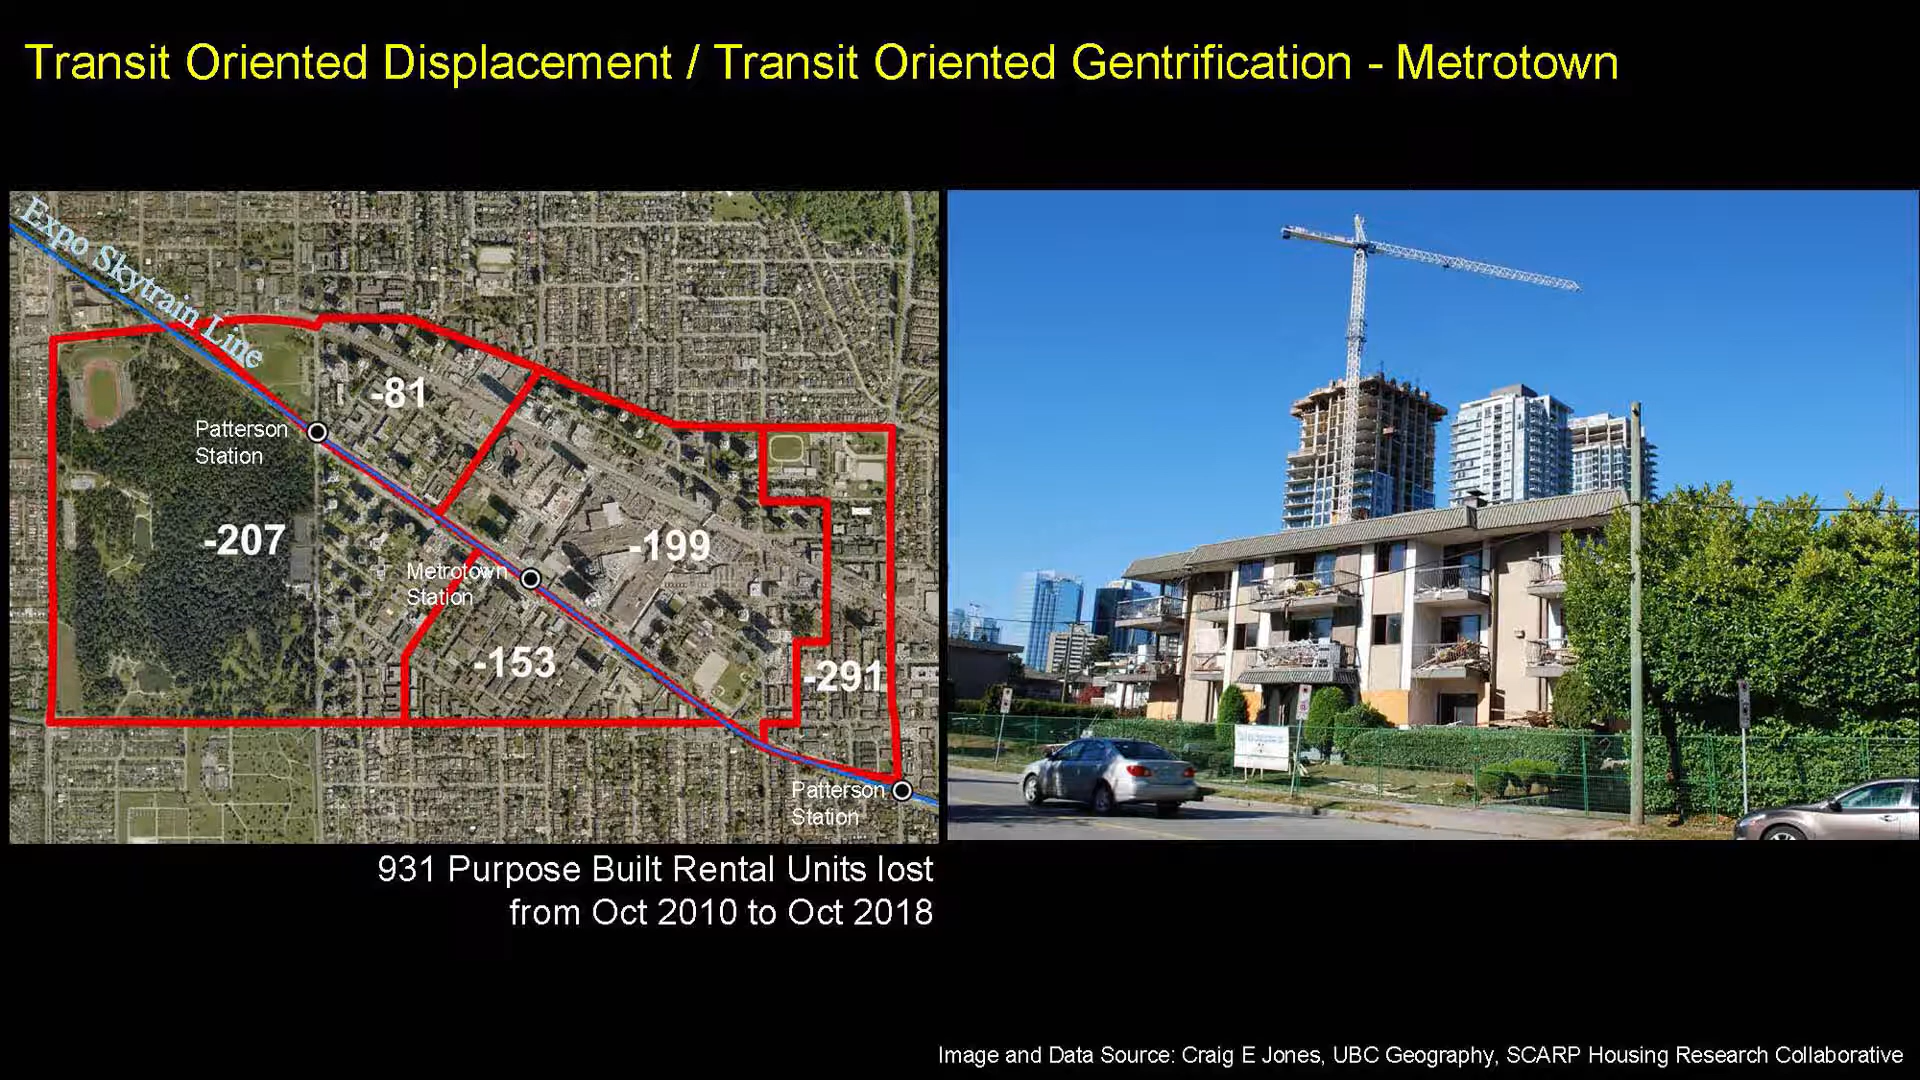 Transit Oriented Displacement / Transit Oriented Gentrification - Metrotown
Expo Skytrain Line
-81
Patterson
Station
-207
-199
Metrotown
Station
-153
-291
Patterson
Station
931 Purpose Built Rental Units lost
from Oct 2010 to Oct 2018
Image and Data Source: Craig E Jones, UBC Geography, SCARP Housing Research Collaborative